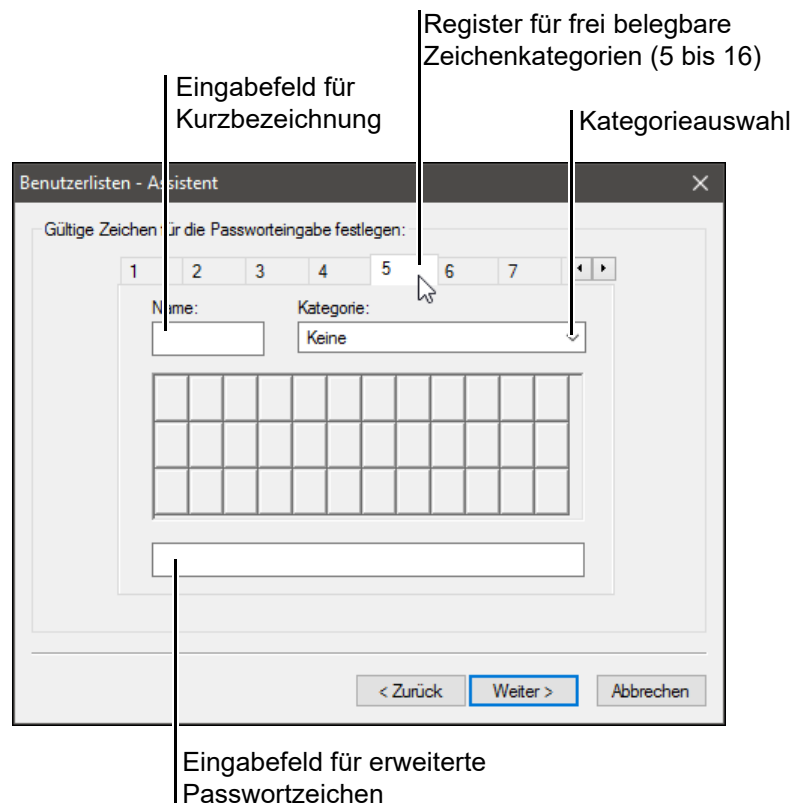 Register für frei belegbare
Zeichenkategorien (5 bis 16)
Eingabefeld für
Kurzbezeichnung
Kategorieauswahl
Benutzerlisten - Assistent
Gültige Zeichen für die Passworteingabe festlegen:
1 2 3 4 5 6 7
Name: Kategorie:
Keine
< Zurück Weiter > Abbrechen
Eingabefeld für erweiterte
Passwortzeichen